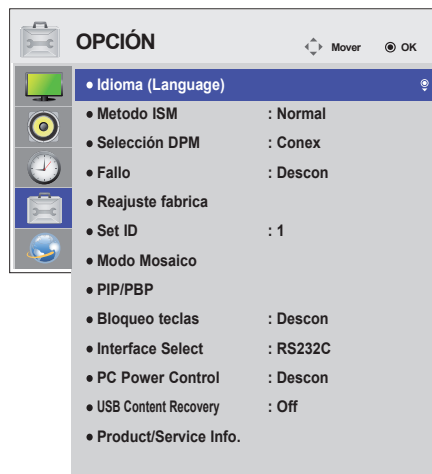 OPCIÓN Mover OK
● Idioma (Language)
● Metodo ISM : Normal
● Selección DPM : Conex
● Fallo : Descon
● Reajuste fabrica
● Set ID : 1
● Modo Mosaico
● PIP/PBP
● Bloqueo teclas : Descon
● Interface Select : RS232C
● PC Power Control : Descon
● USB Content Recovery : Off
● Product/Service Info.